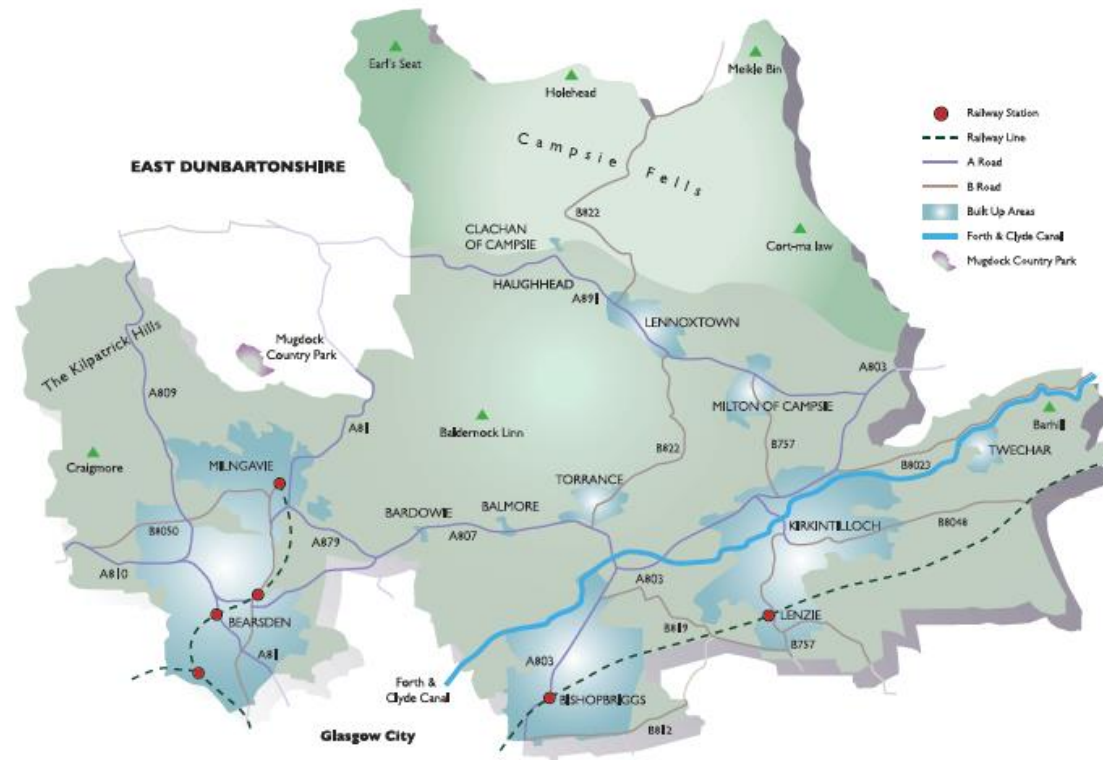 Earl's Seat
Meikle Bin
Holehead
Campsie Fells
EAST DUNBARTONSHIRE
Railway Station
Railway Line
A Road
B Road
Built Up Areas
Forth & Clyde Canal
Mugdock Country Park
B822
CLACHAN
OF CAMPSIE
Cort-ma law
HAUGHHEAD
A891
LENNOXTOWN
The Kilpatrick Hills
Mugdock
Country Park
A803
A809
MILTON OF CAMPSIE
A81
Baldernock Linn
Barhill
B822
B757
TWECHAR
Craigmore
MILNGAVIE
B8023
TORRANCE
BARDOWIE
BALMORE
KIRKINTILLOCH
B8050
A807
B8048
A879
A810
A803
LENZIE
BEARSDEN
B819
B757
A81
A803
Forth &
Clyde Canal
BISHOPBRIGGS
B812
Glasgow City